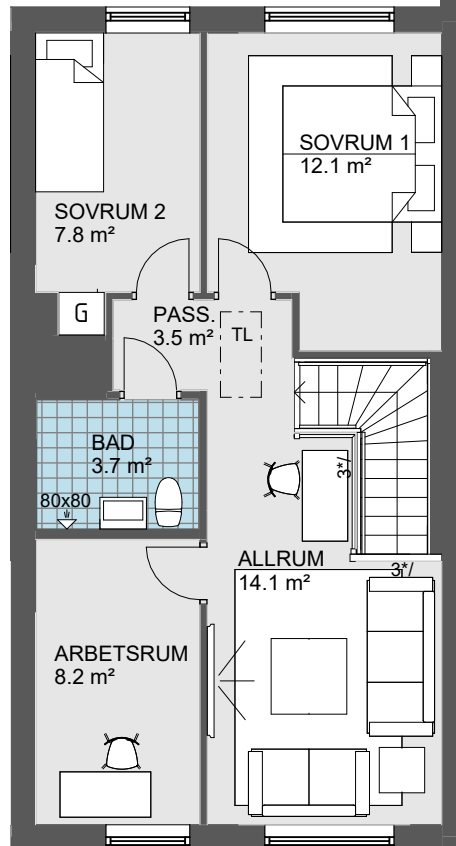 SOVRUM 1
12.1 m²
SOVRUM 2
7.8 m²
G
PASS.
3.5 m²
TL
BAD
3.7 m²
80x80
3*/
ALLRUM
14.1 m²
3*/
ARBETSRUM
8.2 m²